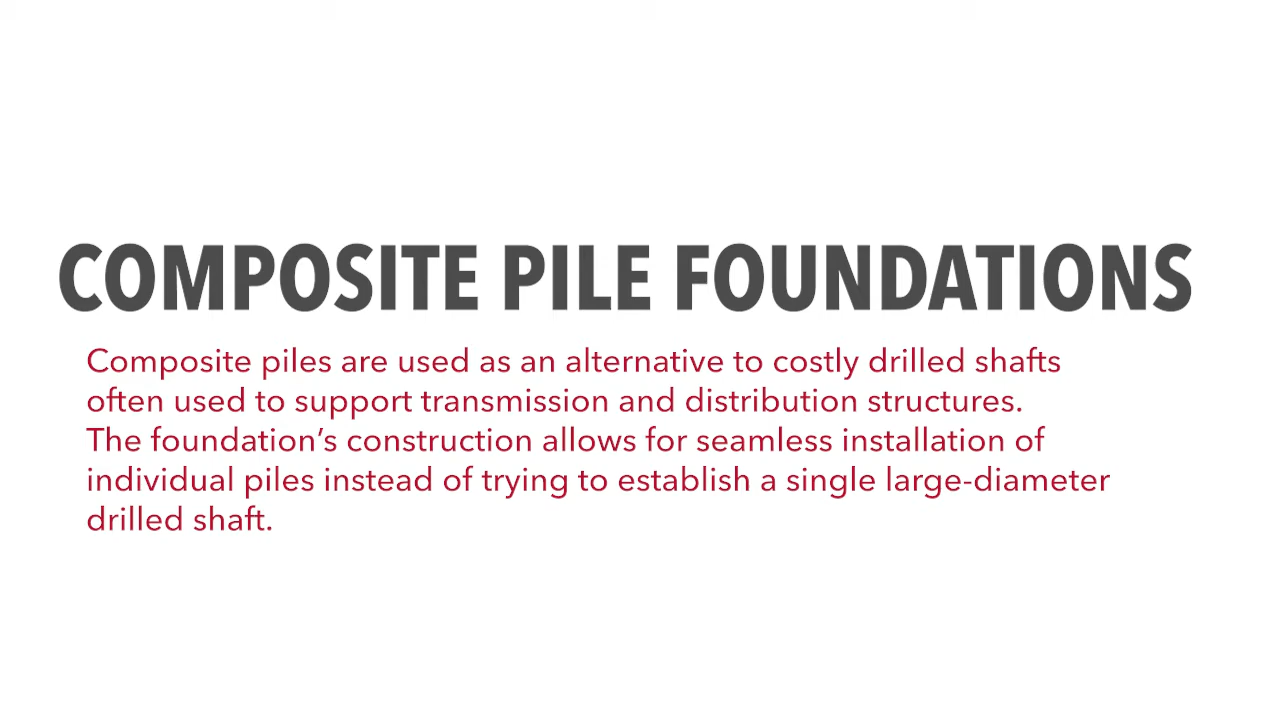 COMPOSITE PILE FOUNDATIONS
Composite piles are used as an alternative to costly drilled shafts
often used to support transmission and distribution structures.
The foundation’s construction allows for seamless installation of
individual piles instead of trying to establish a single large-diameter
drilled shaft.